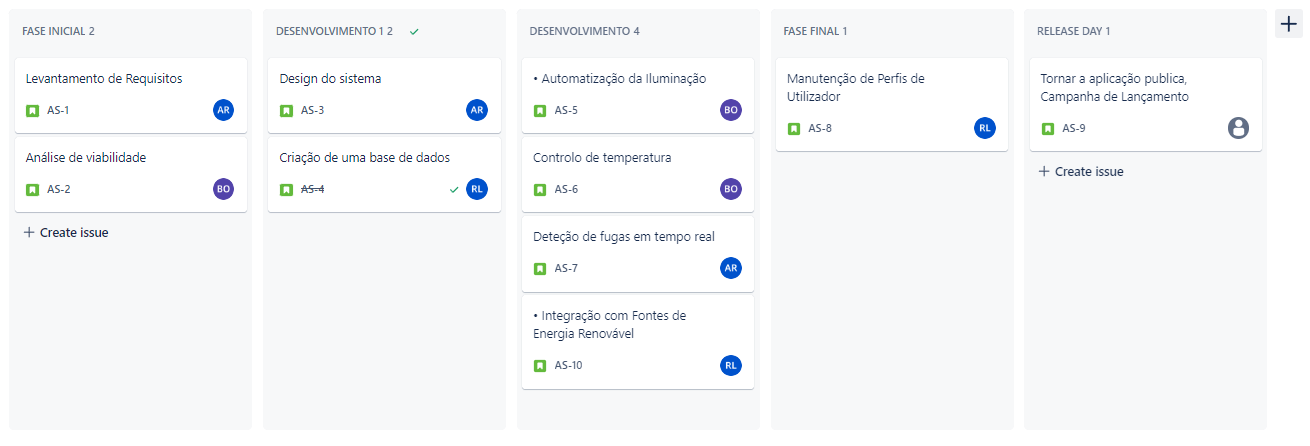 FASE INICIAL 2
Levantamento de Requisitos
AS-1
AR
Análise de viabilidade
AS-2
BO
+ Create issue
DESENVOLVIMENTO 1 2
Design do sistema
AS-3
AR
Criação de uma base de dados
AS-4
RL
DESENVOLVIMENTO 4
• Automatização da Iluminação
AS-5
BO
Controlo de temperatura
AS-6
BO
Deteção de fugas em tempo real
AS-7
AR
• Integração com Fontes de
Energia Renovável
AS-10
RL
FASE FINAL 1
Manutenção de Perfis de
Utilizador
AS-8
RL
RELEASE DAY 1
Tornar a aplicação publica,
Campanha de Lançamento
AS-9
+ Create issue